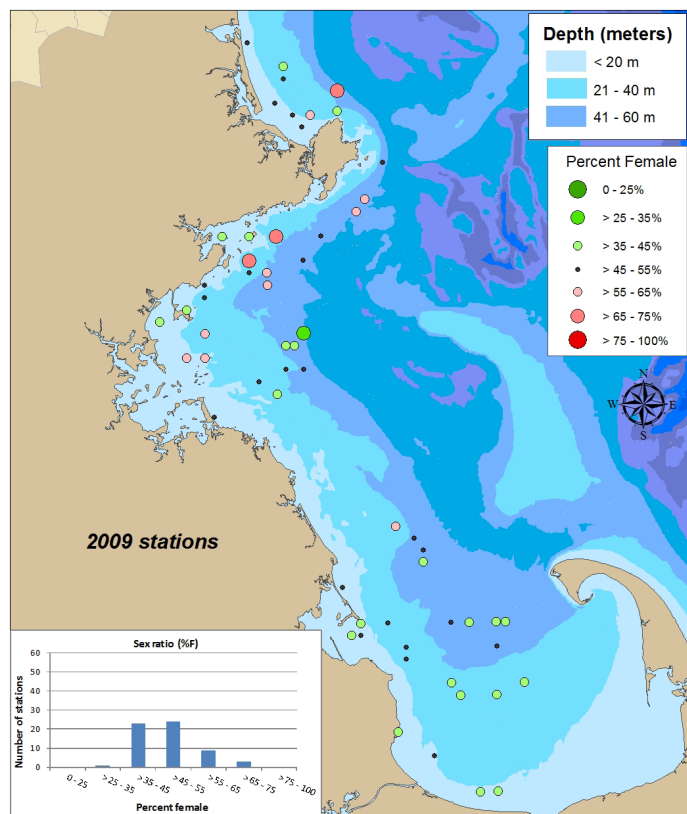 Depth (meters)
< 20 m
21 - 40 m
41 - 60 m
Percent Female
0 - 25%
> 25 - 35%
> 35 - 45%
> 45 - 55%
> 55 - 65%
> 65 - 75%
> 75 - 100%
N
W E
S
2009 stations
Sex ratio (%F)
Number of stations
60
50
40
30
20
10
0
0 - 25
> 25 - 35
> 35 - 45
> 45 - 55
> 55 - 65
> 65 - 75
> 75 - 100
Percent female